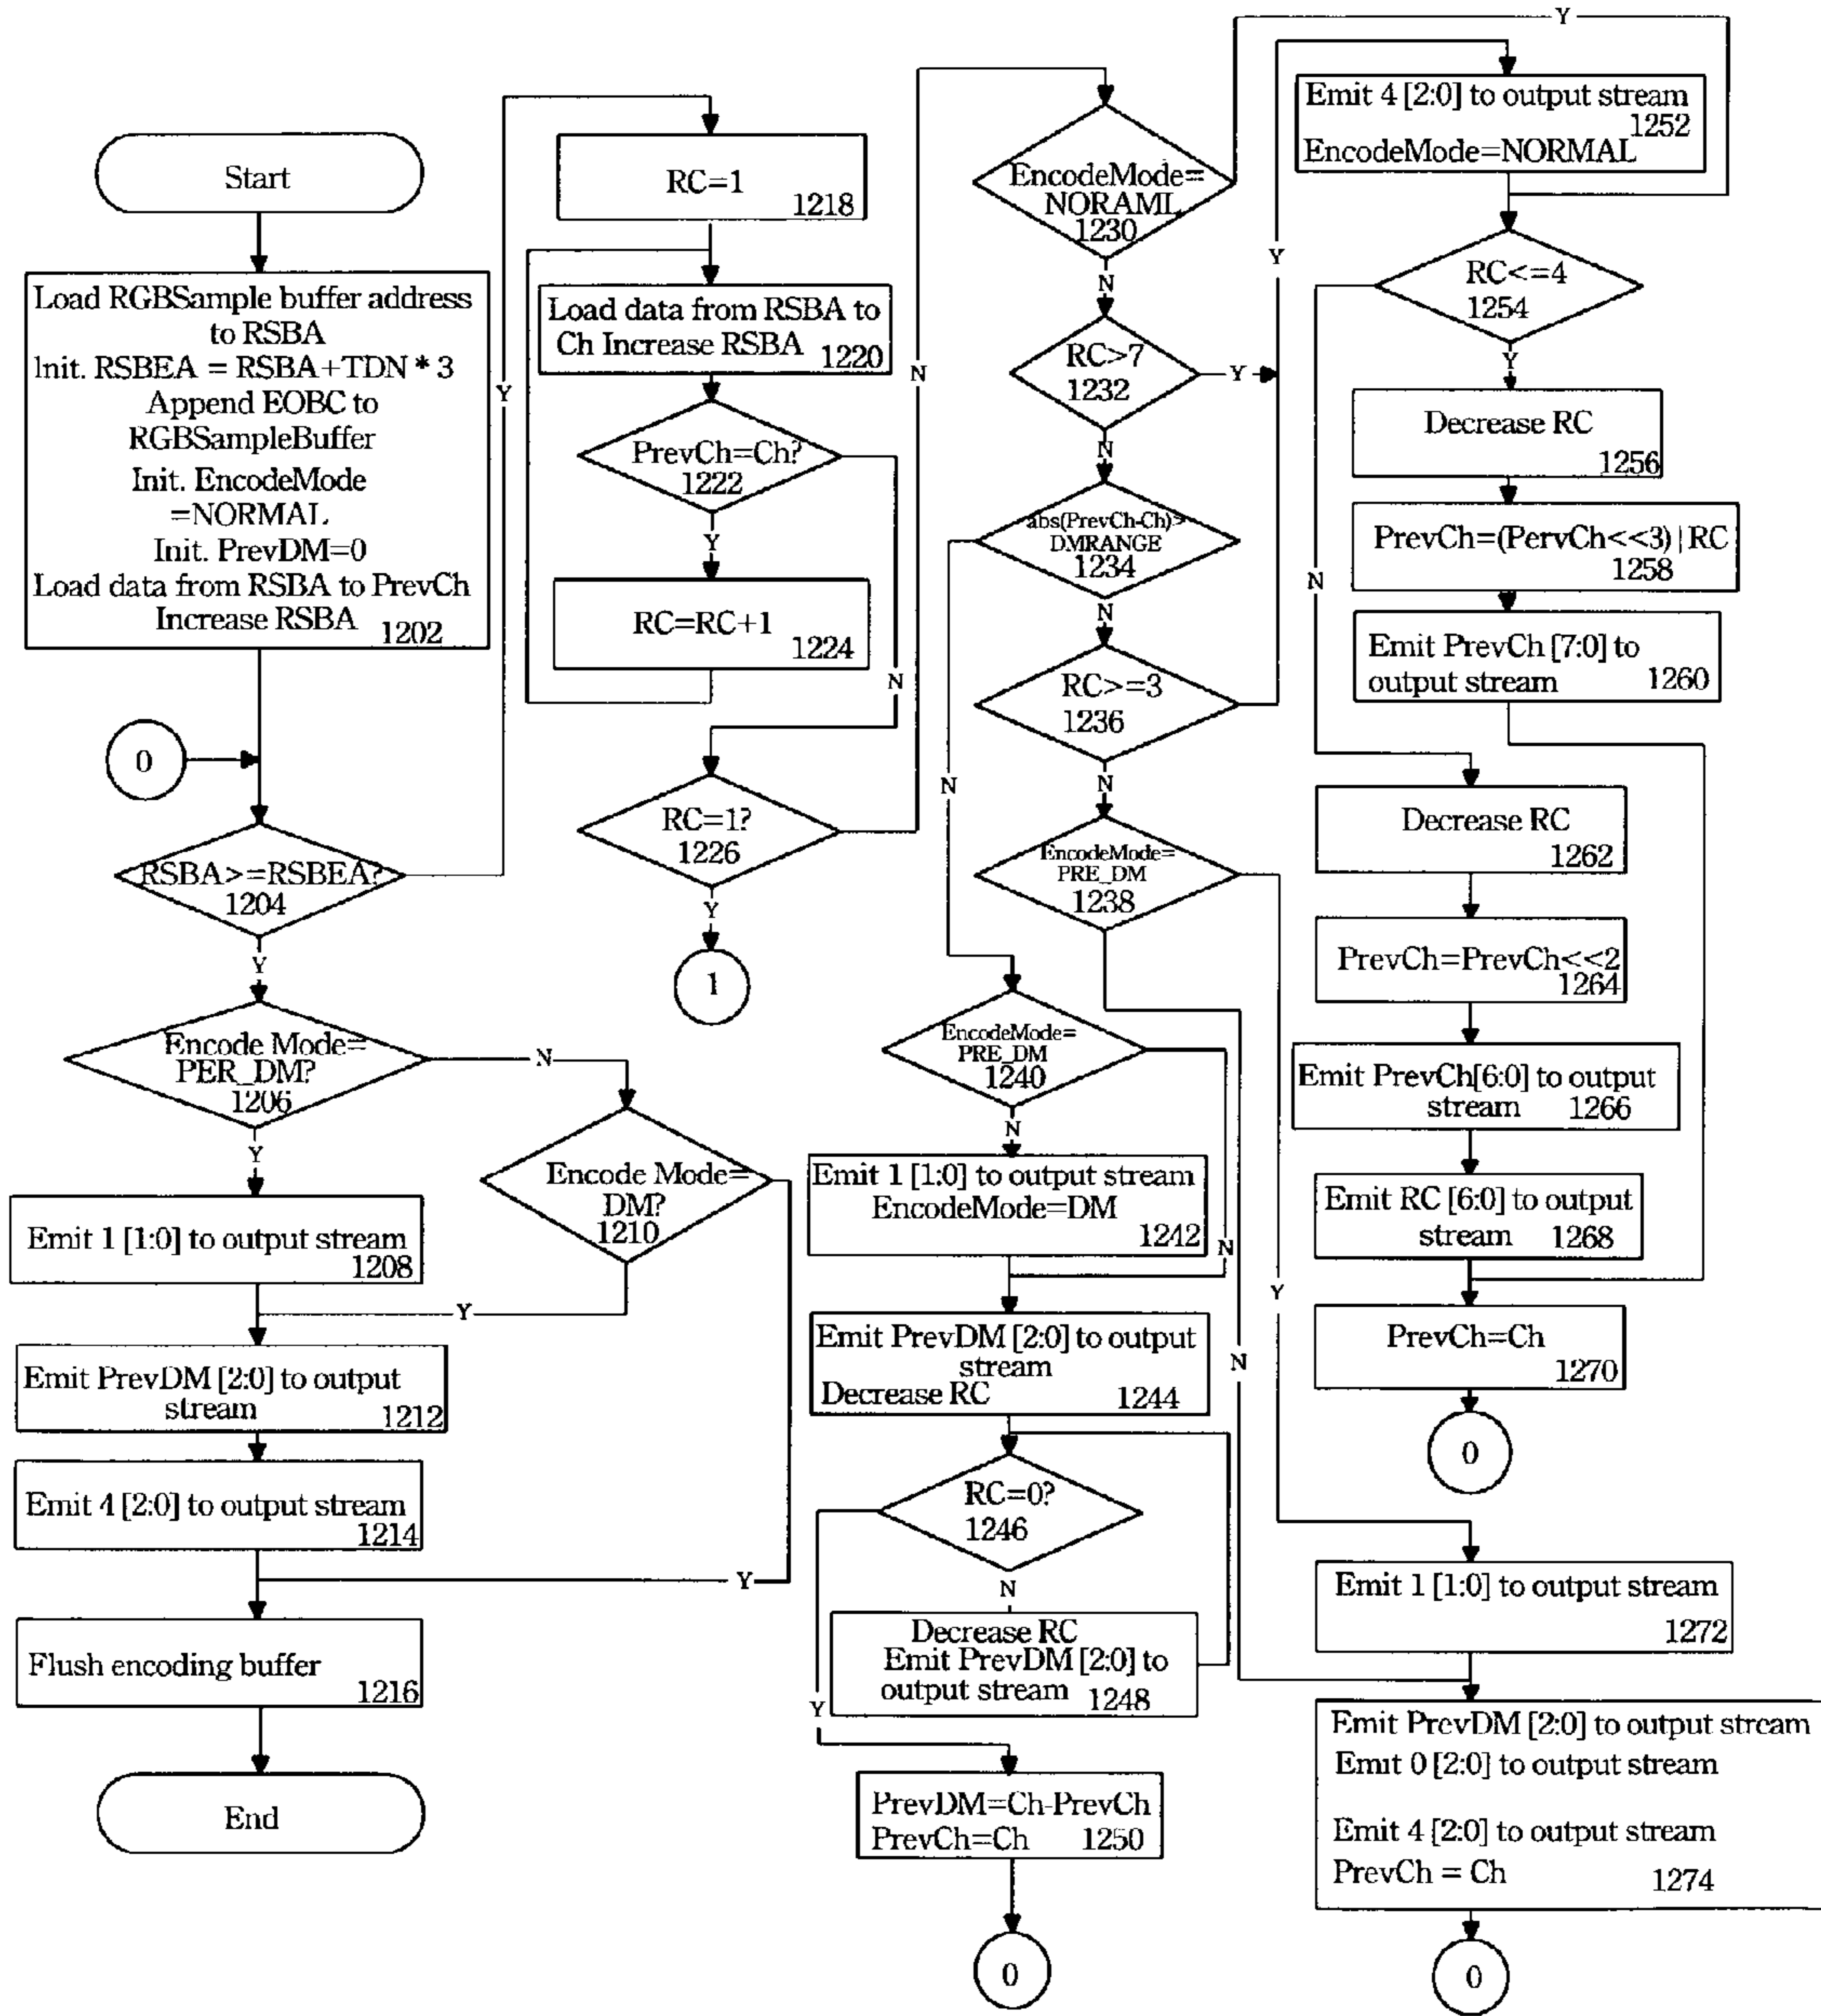 Start
Load RGBSample buffer address
to RSBA
Init. RSBEA = RSBA+TDN * 3
Append EOBC to
RGBSampleBuffer
Init. EncodeMode
=NORMAL
Init. PrevDM=0
Load data from RSBA to PrevCh
Increase RSBA 1202
0
RSBA>=RSBEA?
1204
Y
Y
Encode Mode=
PER_DM?
1206
N
Y
Emit 1 [1:0] to output stream
1208
Encode Mode=
DM?
1210
Y
Emit PrevDM [2:0] to output
stream 1212
Emit 4 [2:0] to output stream
1214
Y
Flush encoding buffer
1216
End
RC=1
1218
Load data from RSBA to
Ch Increase RSBA 1220
PrevCh=Ch?
1222
Y
N
RC=RC+1
1224
RC=1?
1226
Y
N
1
EncodeMode=
NORAML
1230
Y
N
RC>7
1232
Y
N
Y
abs(PrevCh-Ch)>
DMRANGE
1234
N
N
RC>=3
1236
N
EncodeMode=
PRE_DM
1238
N
Y
EncodeMode=
PRE_DM
1240
N
N
Emit 1 [1:0] to output stream
EncodeMode=DM
1242
Emit PrevDM [2:0] to output
stream
Decrease RC 1244
RC=0?
1246
N
Y
Decrease RC
Emit PrevDM [2:0] to
output stream 1248
PrevDM=Ch-PrevCh
PrevCh=Ch 1250
0
Emit 4 [2:0] to output stream
1252
EncodeMode=NORMAL
RC<=4
1254
Y
N
Decrease RC
1256
PrevCh=(PervCh<<3) | RC
1258
Emit PrevCh [7:0] to
output stream 1260
Decrease RC
1262
PrevCh=PrevCh<<2
1264
Emit PrevCh[6:0] to output
stream 1266
Emit RC [6:0] to output
stream 1268
PrevCh=Ch
1270
0
Emit 1 [1:0] to output stream
1272
Emit PrevDM [2:0] to output stream
Emit 0 [2:0] to output stream
Emit 4 [2:0] to output stream
PrevCh = Ch 1274
0